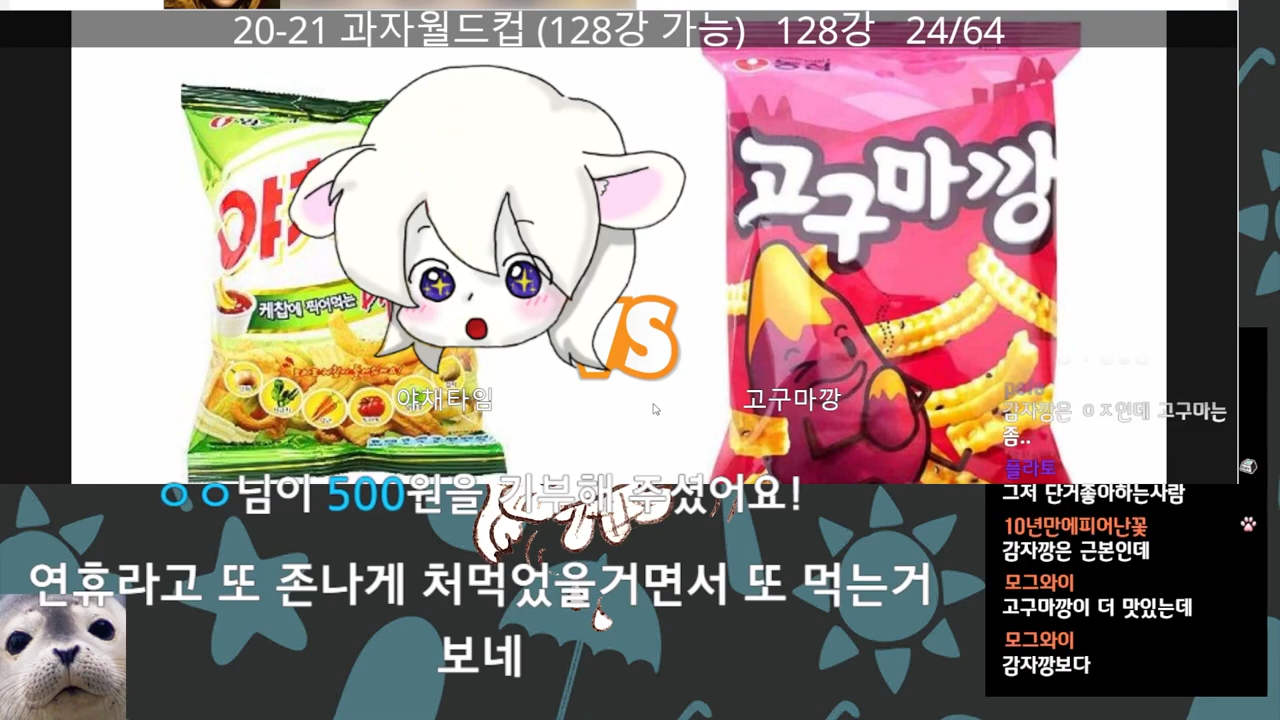 20-21 과자월드컵 (128강 가능) 128강 24/64
농심
고구마깡
케찹에 찍어먹는
VS
야채타임
고구마깡
감자깡은 ㅇㅈ인데 고구마는
좀..
플라토
그저 단거좋아하는사람
10년만에피어난꽃
감자깡은 근본인데
모그와이
고구마깡이 더 맛있는데
모그와이
감자깡보다
ㅇㅇ님이 500원을 기부해 주셨어요!
연휴라고 또 존나게 처먹었을거면서 또 먹는거
보네